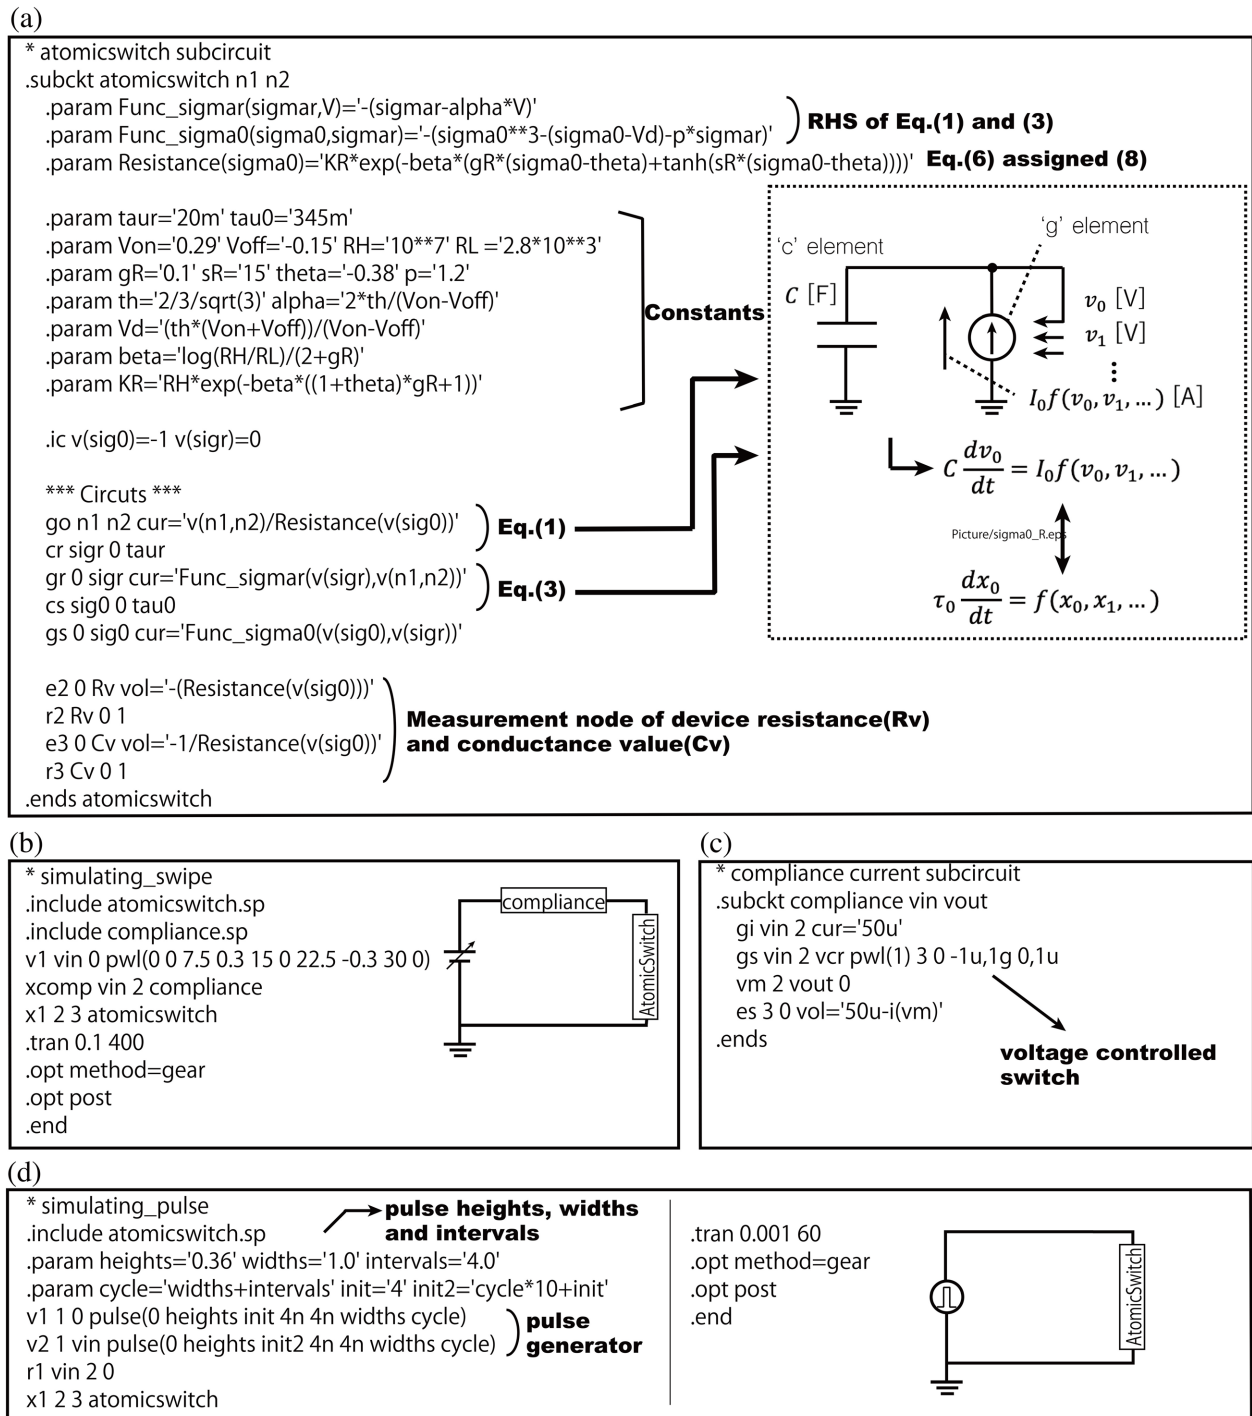 (a)
* atomicswitch subcircuit
.subckt atomicswitch n1 n2
.param Func_sigmar(sigmar,V)='-(sigmar-alpha*V)'
.param Func_sigma0(sigma0,sigmar)='-(sigma0**3-(sigma0-Vd)-p*sigmar)'
RHS of Eq.(1) and (3)
.param Resistance(sigma0)='KR*exp(-beta*(gR*(sigma0-theta)+tanh(sR*(sigma0-theta))))' Eq.(6) assigned (8)
.param taur='20m' tau0='345m'
.param Von='0.29' Voff='-0.15' RH='10**7' RL ='2.8*10**3'
.param gR='0.1' sR='15' theta='-0.38' p='1.2'
.param th='2/3/sqrt(3)' alpha='2*th/(Von-Voff)'
.param Vd='(th*(Von+Voff))/(Von-Voff)'
.param beta='log(RH/RL)/(2+gR)'
.param KR='RH*exp(-beta*((1+theta)*gR+1))'
Constants
.ic v(sig0)=-1 v(sigr)=0
*** Circuts ***
go n1 n2 cur='v(n1,n2)/Resistance(v(sig0))'
cr sigr 0 taur
Eq.(1)
gr 0 sigr cur='Func_sigmar(v(sigr),v(n1,n2))'
cs sig0 0 tau0
Eq.(3)
gs 0 sig0 cur='Func_sigma0(v(sig0),v(sigr))'
e2 0 Rv vol='-(Resistance(v(sig0)))'
r2 Rv 0 1
e3 0 Cv vol='-1/Resistance(v(sig0))'
r3 Cv 0 1
Measurement node of device resistance(Rv)
and conductance value(Cv)
.ends atomicswitch
'c' element
'g' element
C [F]
v₀ [V]
v₁ [V]
⋮
I₀f(v₀, v₁, …) [A]
C dv₀/dt = I₀f(v₀, v₁, …)
Picture/sigma0_R.eps
τ₀ dx₀/dt = f(x₀, x₁, …)
(b)
* simulating_swipe
.include atomicswitch.sp
.include compliance.sp
v1 vin 0 pwl(0 0 7.5 0.3 15 0 22.5 -0.3 30 0)
xcomp vin 2 compliance
x1 2 3 atomicswitch
.tran 0.1 400
.opt method=gear
.opt post
.end
compliance
AtomicSwitch
(c)
* compliance current subcircuit
.subckt compliance vin vout
gi vin 2 cur='50u'
gs vin 2 vcr pwl(1) 3 0 -1u,1g 0,1u
vm 2 vout 0
es 3 0 vol='50u-i(vm)'
.ends
voltage controlled
switch
(d)
* simulating_pulse
.include atomicswitch.sp
pulse heights, widths
and intervals
.param heights='0.36' widths='1.0' intervals='4.0'
.param cycle='widths+intervals' init='4' init2='cycle*10+init'
v1 1 0 pulse(0 heights init 4n 4n widths cycle)
v2 1 vin pulse(0 heights init2 4n 4n widths cycle)
pulse
generator
r1 vin 2 0
x1 2 3 atomicswitch
.tran 0.001 60
.opt method=gear
.opt post
.end
AtomicSwitch